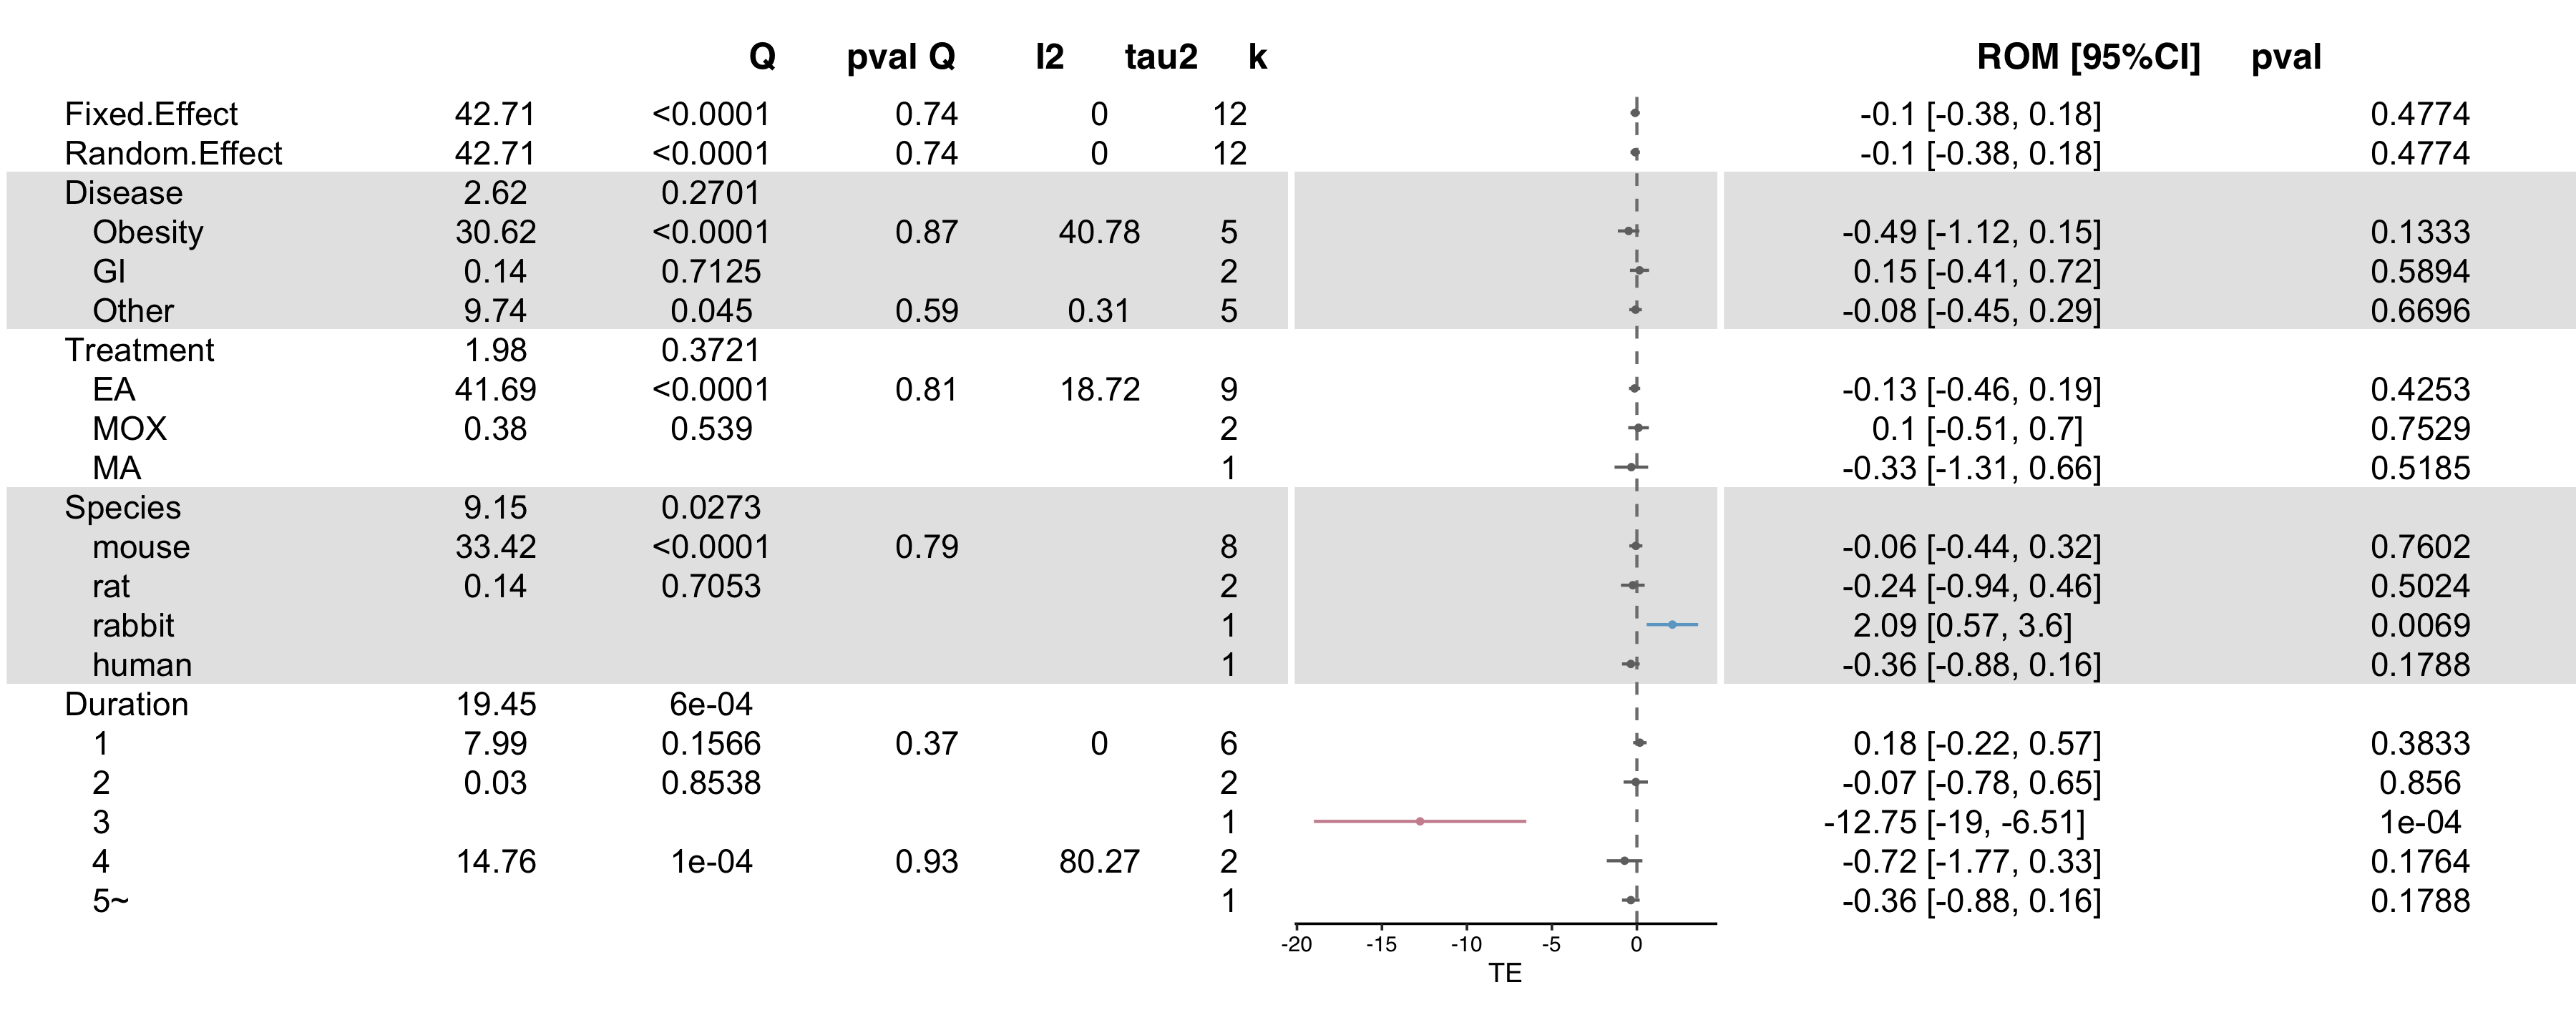 Q pval Q I2 tau2 k ROM [95%CI] pval
Fixed.Effect 42.71 <0.0001 0.74 0 12 -0.1 [-0.38, 0.18] 0.4774
Random.Effect 42.71 <0.0001 0.74 0 12 -0.1 [-0.38, 0.18] 0.4774
Disease 2.62 0.2701
Obesity 30.62 <0.0001 0.87 40.78 5 -0.49 [-1.12, 0.15] 0.1333
GI 0.14 0.7125 2 0.15 [-0.41, 0.72] 0.5894
Other 9.74 0.045 0.59 0.31 5 -0.08 [-0.45, 0.29] 0.6696
Treatment 1.98 0.3721
EA 41.69 <0.0001 0.81 18.72 9 -0.13 [-0.46, 0.19] 0.4253
MOX 0.38 0.539 2 0.1 [-0.51, 0.7] 0.7529
MA 1 -0.33 [-1.31, 0.66] 0.5185
Species 9.15 0.0273
mouse 33.42 <0.0001 0.79 8 -0.06 [-0.44, 0.32] 0.7602
rat 0.14 0.7053 2 -0.24 [-0.94, 0.46] 0.5024
rabbit 1 2.09 [0.57, 3.6] 0.0069
human 1 -0.36 [-0.88, 0.16] 0.1788
Duration 19.45 6e-04
1 7.99 0.1566 0.37 0 6 0.18 [-0.22, 0.57] 0.3833
2 0.03 0.8538 2 -0.07 [-0.78, 0.65] 0.856
3 1 -12.75 [-19, -6.51] 1e-04
4 14.76 1e-04 0.93 80.27 2 -0.72 [-1.77, 0.33] 0.1764
5~ 1 -0.36 [-0.88, 0.16] 0.1788
-20 -15 -10 -5 0
TE